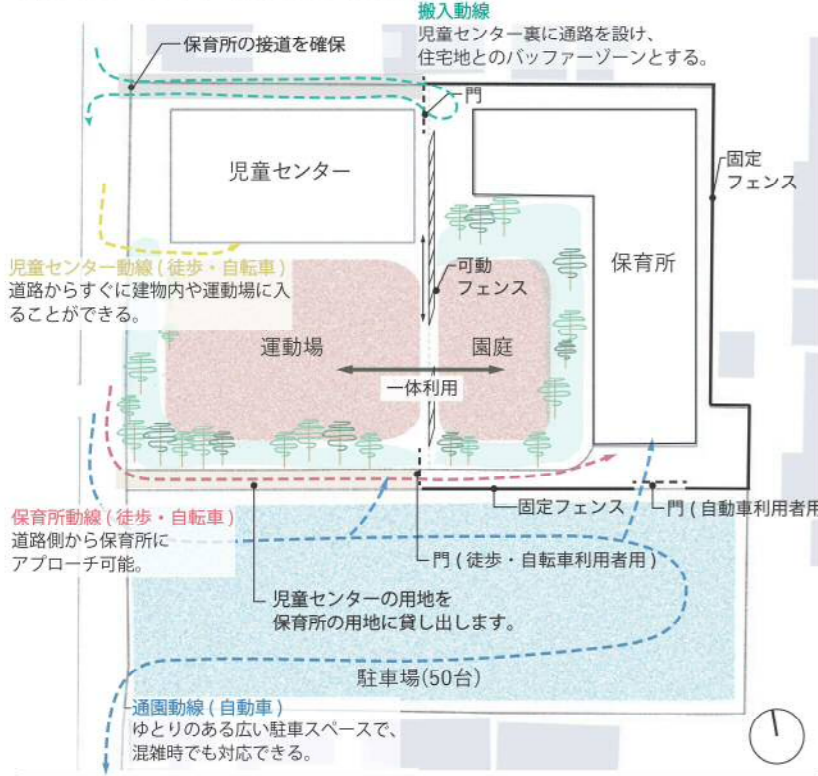 搬入動線
児童センター裏に通路を設け、
住宅地とのバッファーゾーンとする。
保育所の接道を確保
門
児童センター
固定
フェンス
保育所
児童センター動線(徒歩・自転車)
道路からすぐに建物内や運動場に入
ることができる。
可動
フェンス
運動場
園庭
一体利用
保育所動線(徒歩・自転車)
道路側から保育所に
アプローチ可能。
固定フェンス
門(自動車利用者用
門(徒歩・自転車利用者用)
児童センターの用地を
保育所の用地に貸し出します。
駐車場(50台)
通園動線(自動車)
ゆとりのある広い駐車スペースで、
混雑時でも対応できる。